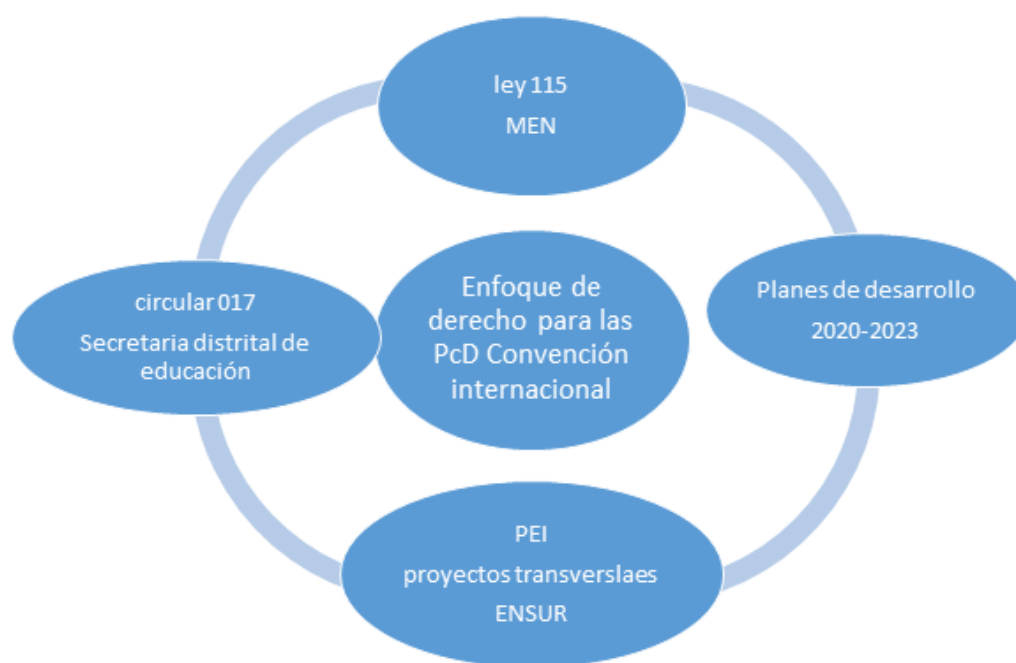 ley 115
MEN
Enfoque de
derecho para las
PcD Convención
internacional
Planes de desarrollo
2020-2023
circular 017
Secretaria distrital de
educación
PEI
proyectos transverslaes
ENSUR